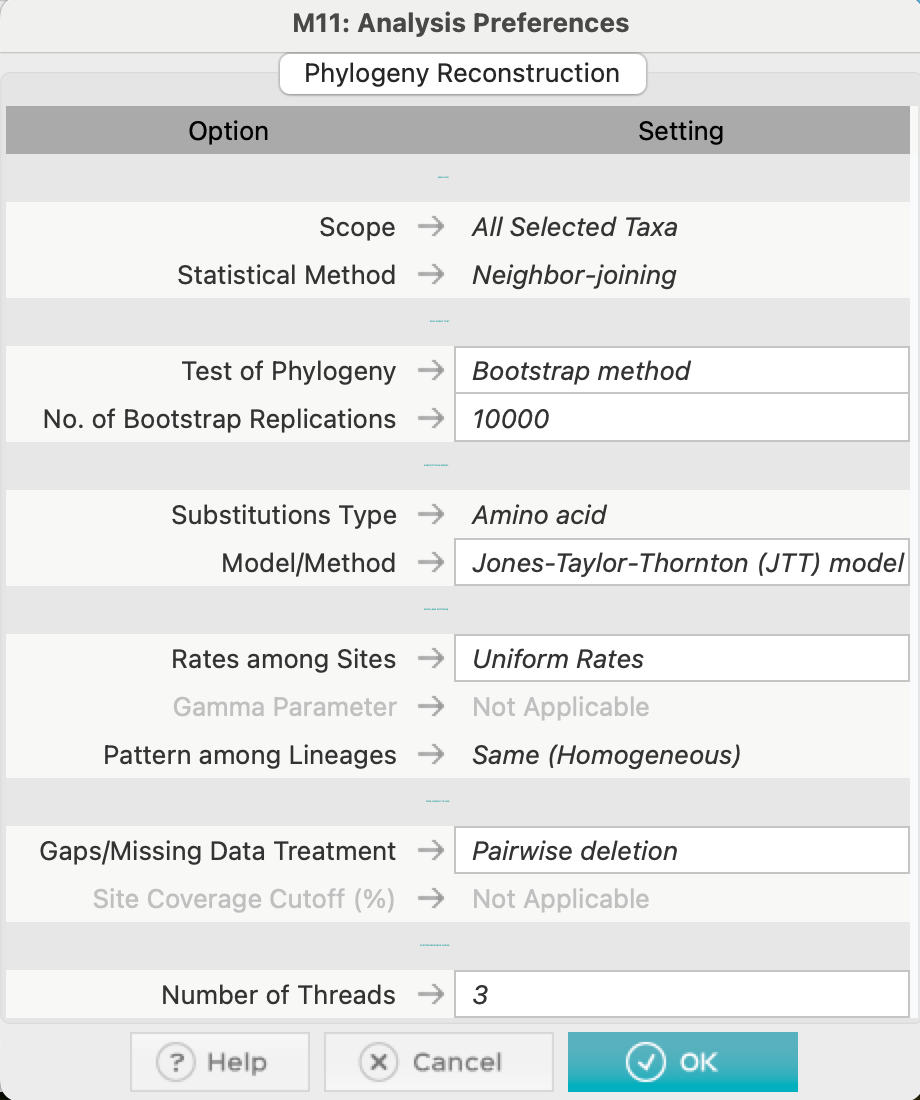 M11: Analysis Preferences
Phylogeny Reconstruction
Option Setting
Scope → All Selected Taxa
Statistical Method → Neighbor-joining
Test of Phylogeny → Bootstrap method
No. of Bootstrap Replications → 10000
Substitutions Type → Amino acid
Model/Method → Jones-Taylor-Thornton (JTT) model
Rates among Sites → Uniform Rates
Gamma Parameter → Not Applicable
Pattern among Lineages → Same (Homogeneous)
Gaps/Missing Data Treatment → Pairwise deletion
Site Coverage Cutoff (%) → Not Applicable
Number of Threads → 3
? Help Cancel OK